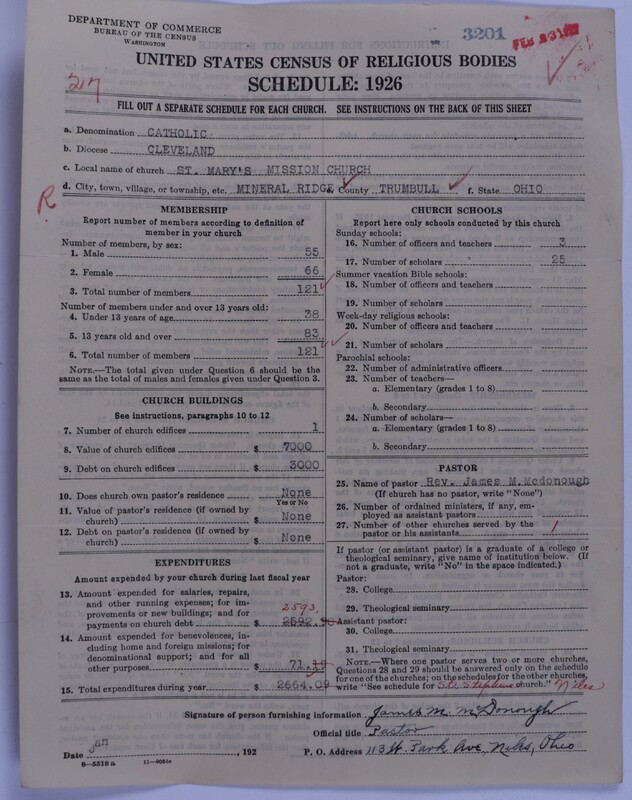 DEPARTMENT OF COMMERCE
BUREAU OF THE CENSUS
WASHINGTON
3201
UNITED STATES CENSUS OF RELIGIOUS BODIES
SCHEDULE: 1926
FILL OUT A SEPARATE SCHEDULE FOR EACH CHURCH. SEE INSTRUCTIONS ON THE BACK OF THIS SHEET
a. Denomination CATHOLIC
b. Diocese CLEVELAND
c. Local name of church ST. MARY'S MISSION CHURCH
d. City, town, village, or township, etc. MINERAL RIDGE County TRUMBULL f. State OHIO
R
MEMBERSHIP
Report number of members according to definition of
member in your church
Number of members, by sex:
1. Male 55
2. Female 66
3. Total number of members 121
Number of members under and over 13 years old:
4. Under 13 years of age 38
5. 13 years old and over 83
6. Total number of members 121
NOTE.—The total given under Question 6 should be
same as the total of males and females given under Question 3.
CHURCH BUILDINGS
See instructions, paragraphs 10 to 12
7. Number of church edifices 1
8. Value of church edifices $ 7000
9. Debt on church edifices $ 3000
10. Does church own pastor's residence None
Yes or No
11. Value of pastor's residence (if owned by
church) $ None
12. Debt on pastor's residence (if owned by
church) $ None
EXPENDITURES
Amount expended by your church during last fiscal year
13. Amount expended for salaries, repairs,
and other running expenses; for im-
provements or new buildings; and for
2593.
payments on church debt $ 2592.
14. Amount expended for benevolences, in-
cluding home and foreign missions; for
denominational support; and for all
other purposes $ 71.
15. Total expenditures during year $ 2664.09
CHURCH SCHOOLS
Report here only schools conducted by this church
Sunday schools:
16. Number of officers and teachers 3
17. Number of scholars 25
Summer vacation Bible schools:
18. Number of officers and teachers
19. Number of scholars
Week-day religious schools:
20. Number of officers and teachers
21. Number of scholars
Parochial schools:
22. Number of administrative officers
23. Number of teachers—
a. Elementary (grades 1 to 8)
b. Secondary
24. Number of scholars—
a. Elementary (grades 1 to 8)
b. Secondary
PASTOR
25. Name of pastor Rev. James M. Mcdonough
(If church has no pastor, write "None")
26. Number of ordained ministers, if any, em-
ployed as assistant pastors
27. Number of other churches served by the
pastor or his assistants 1
If pastor (or assistant pastor) is a graduate of a college or
theological seminary, give name of institution below. (If
not a graduate, write "No" in the space indicated.)
Pastor:
28. College
29. Theological seminary
Assistant pastor:
30. College
31. Theological seminary
NOTE.—Where one pastor serves two or more churches,
Questions 28 and 29 should be answered only on the schedule
for one of the churches; on the schedules for the other churches,
write "See schedule for St. Stephens church." Niles
Signature of person furnishing information James M. McDonough
Official title Pastor
Date Jan , 192 P. O. Address 113 W. Park Ave Niles, Ohio
8—5518 a